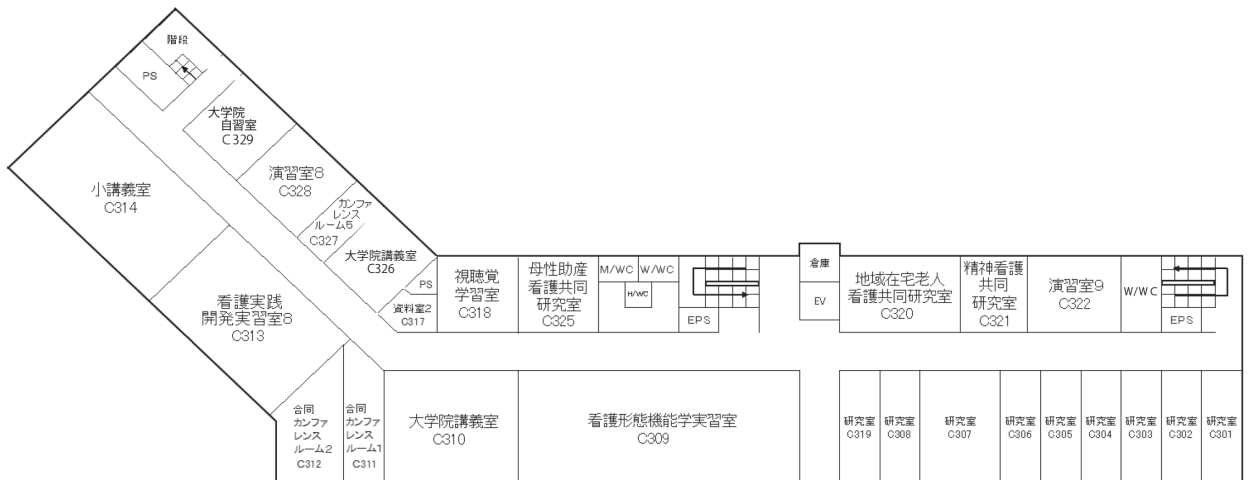 階段
PS
大学院
自習室
C329
演習室8
C328
カンファ
レンス
ルーム5
C327
大学院講義室
C326
PS
資料室2
C317
小講義室
C314
看護実践
開発実習室8
C313
合同
カンファ
レンス
ルーム2
C312
合同
カンファ
レンス
ルーム1
C311
視聴覚
学習室
C318
母性助産
看護共同
研究室
C325
M/WC
W/WC
H/WC
EPS
倉庫
EV
地域在宅老人
看護共同研究室
C320
精神看護
共同
研究室
C321
演習室9
C322
W/WC
EPS
大学院講義室
C310
看護形態機能学実習室
C309
研究室
C319
研究室
C308
研究室
C307
研究室
C306
研究室
C305
研究室
C304
研究室
C303
研究室
C302
研究室
C301